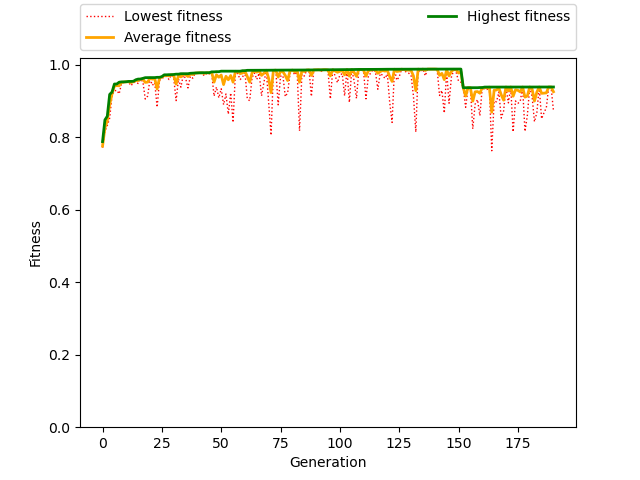 Lowest fitness
Average fitness
Highest fitness
1.0
0.8
0.6
0.4
0.2
0.0
Fitness
0 25 50 75 100 125 150 175
Generation